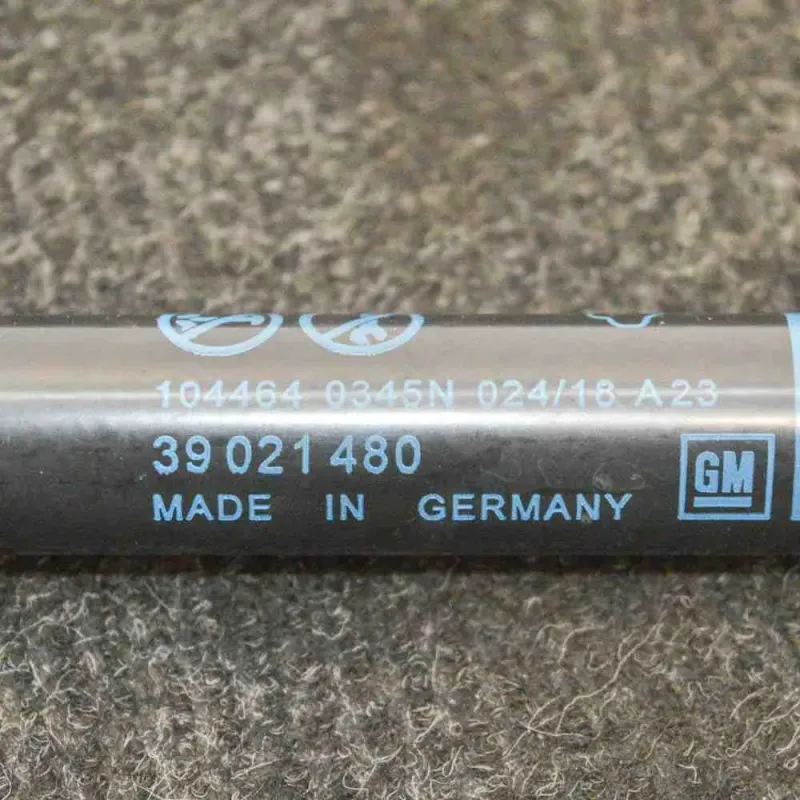 104464 0345N 024/18 A23
39 021 480
MADE IN GERMANY
GM